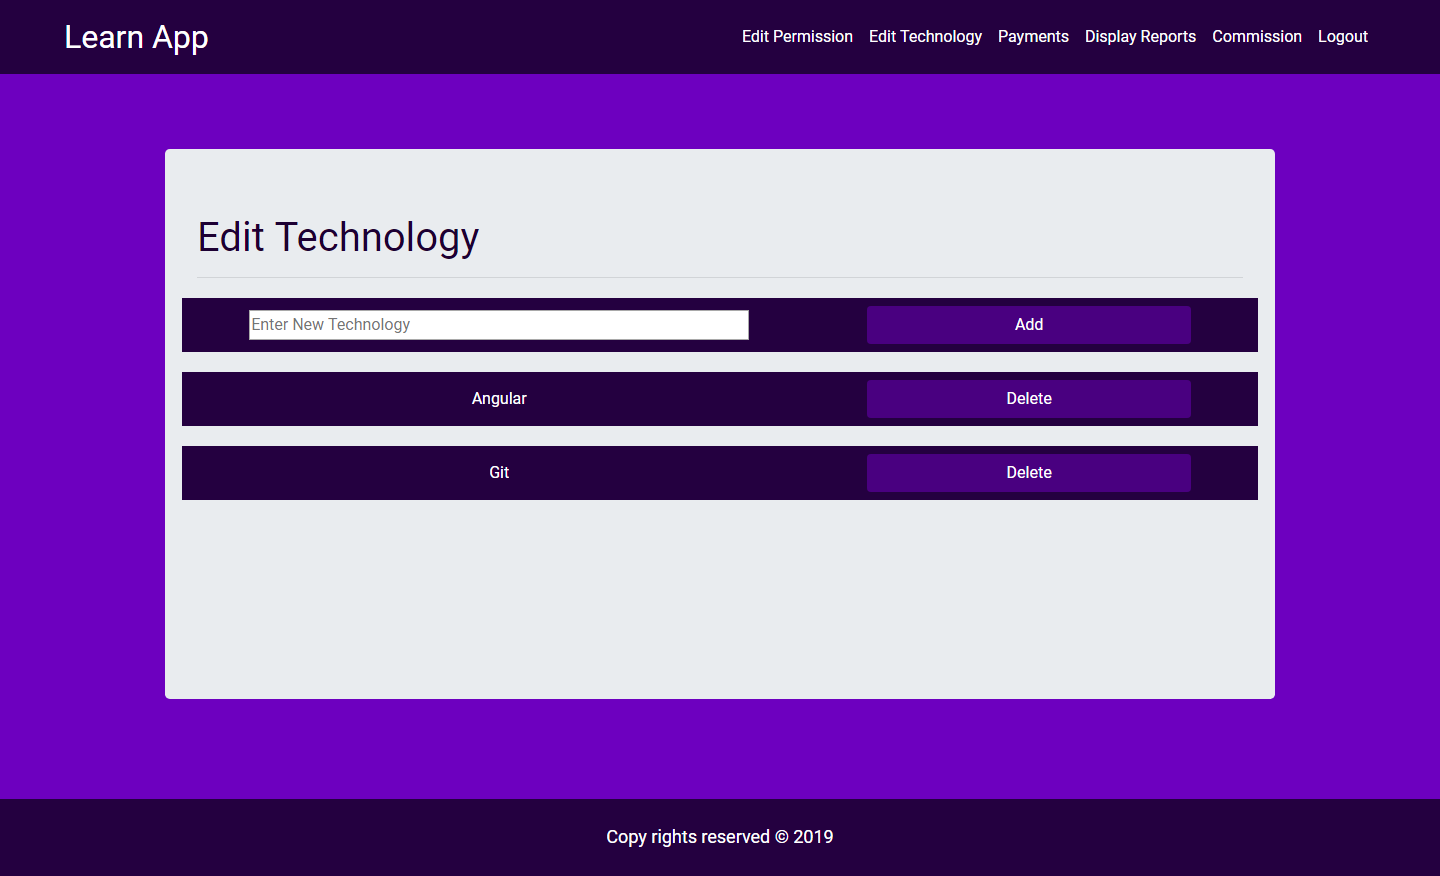 Learn App
Edit Permission Edit Technology Payments Display Reports Commission Logout
Edit Technology
Enter New Technology Add
Angular Delete
Git Delete
Copy rights reserved © 2019